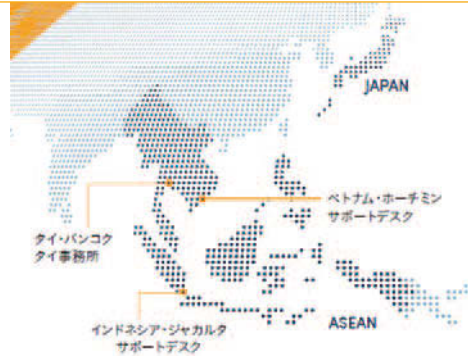 JAPAN
ベトナム・ホーチミン
サポートデスク
タイ・バンコク
タイ事務所
インドネシア・ジャカルタ
サポートデスク
ASEAN